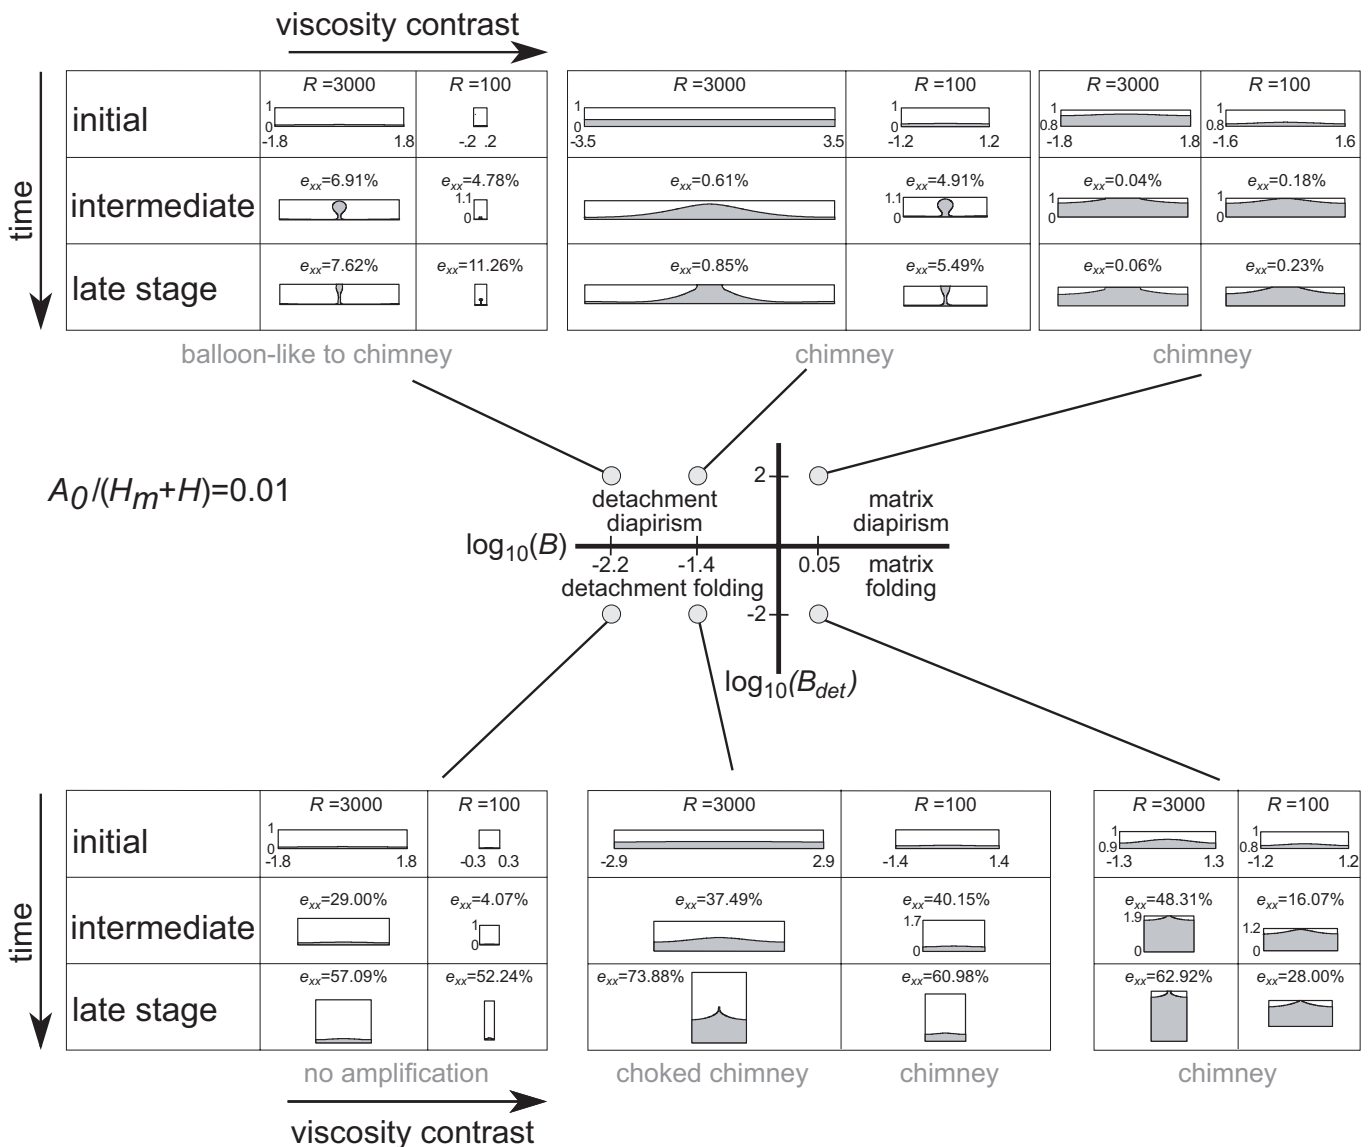 viscosity contrast
time
R =3000 R =100 R =3000 R =100 R =3000 R =100
initial
1 0 -1.8 1.8
-.2 .2
1 0 -3.5 3.5
1 0 -1.2 1.2
1 0.8 -1.8 1.8
1 0.8 -1.6 1.6
intermediate
exx=6.91%
exx=4.78%
1.1 0
exx=0.61%
exx=4.91%
1.1 0
exx=0.04%
1 0
exx=0.18%
1 0
late stage
exx=7.62%
exx=11.26%
exx=0.85%
exx=5.49%
exx=0.06%
exx=0.23%
balloon-like to chimney
chimney
chimney
A0/(Hm+H)=0.01
2
detachment
diapirism
matrix
diapirism
log10(B)
-2.2 -1.4 0.05
detachment folding
matrix
folding
-2
log10(Bdet)
time
R =3000 R =100 R =3000 R =100 R =3000 R =100
initial
1 0 -1.8 1.8
1 0 -0.3 0.3
1 0 -2.9 2.9
1 0 -1.4 1.4
1 0.9 -1.3 1.3
1 0.8 -1.2 1.2
intermediate
exx=29.00%
exx=4.07%
1 0
exx=37.49%
exx=40.15%
1.7 0
exx=48.31%
1.9 0
exx=16.07%
1.2 0
late stage
exx=57.09%
exx=52.24%
exx=73.88%
exx=60.98%
exx=62.92%
exx=28.00%
no amplification
choked chimney
chimney
chimney
viscosity contrast